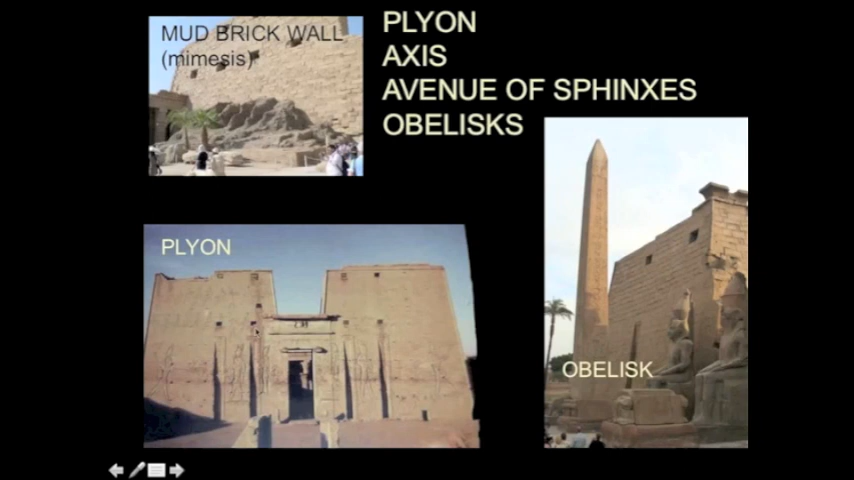 MUD BRICK WALL
(mimesis)
PLYON
AXIS
AVENUE OF SPHINXES
OBELISKS
PLYON
OBELISK